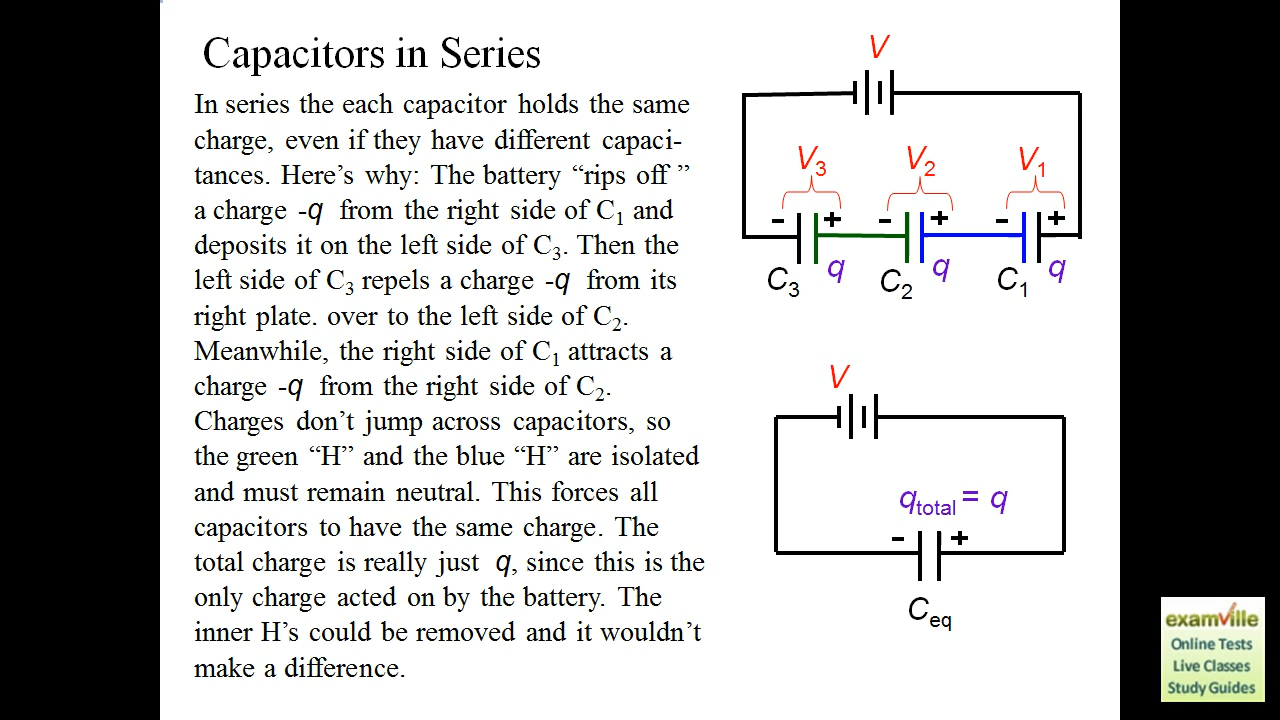 Capacitors in Series
In series the each capacitor holds the same
charge, even if they have different capaci-
tances. Here’s why: The battery “rips off ”
a charge -q from the right side of C1 and
deposits it on the left side of C3. Then the
left side of C3 repels a charge -q from its
right plate. over to the left side of C2.
Meanwhile, the right side of C1 attracts a
charge -q from the right side of C2.
Charges don’t jump across capacitors, so
the green “H” and the blue “H” are isolated
and must remain neutral. This forces all
capacitors to have the same charge. The
total charge is really just q, since this is the
only charge acted on by the battery. The
inner H’s could be removed and it wouldn’t
make a difference.
V
V3 V2 V1
- + - + - +
C3 q C2 q C1 q
V
qtotal = q
- +
Ceq
examville
Online Tests
Live Classes
Study Guides